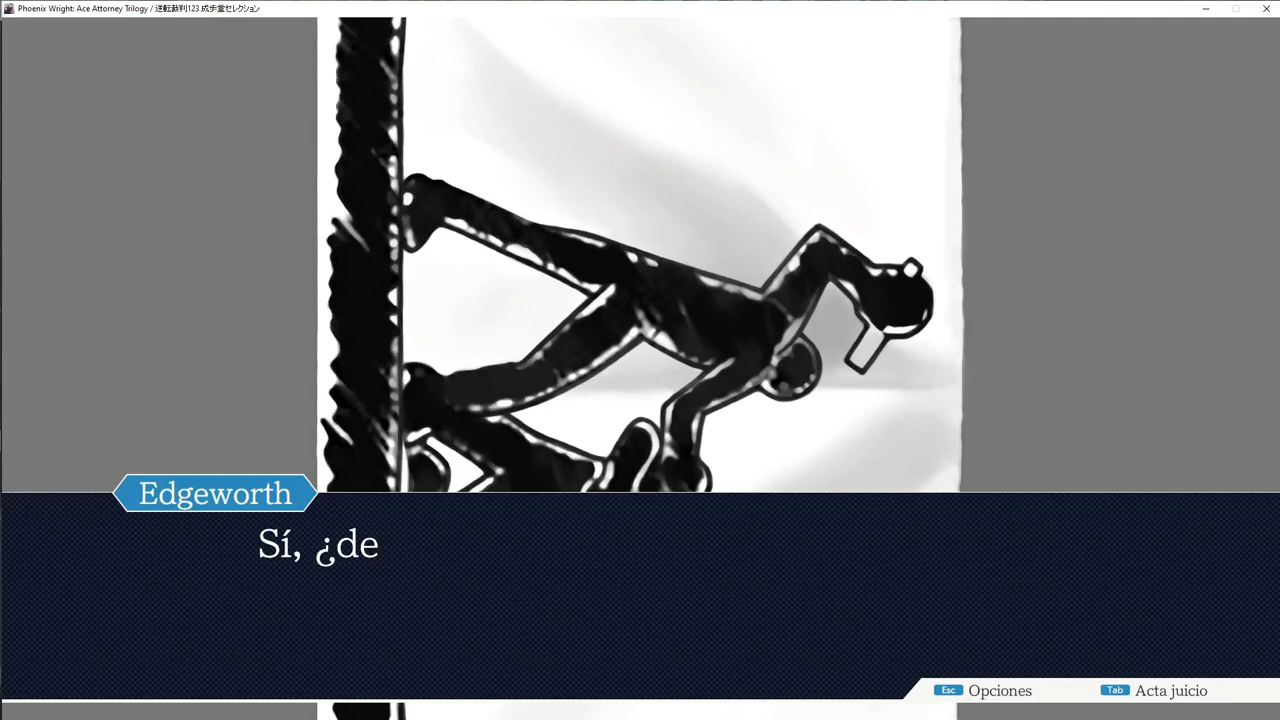 Phoenix Wright: Ace Attorney Trilogy / 逆転裁判123 成歩堂セレクション
Edgeworth
Sí, ¿de
Esc Opciones Tab Acta juicio